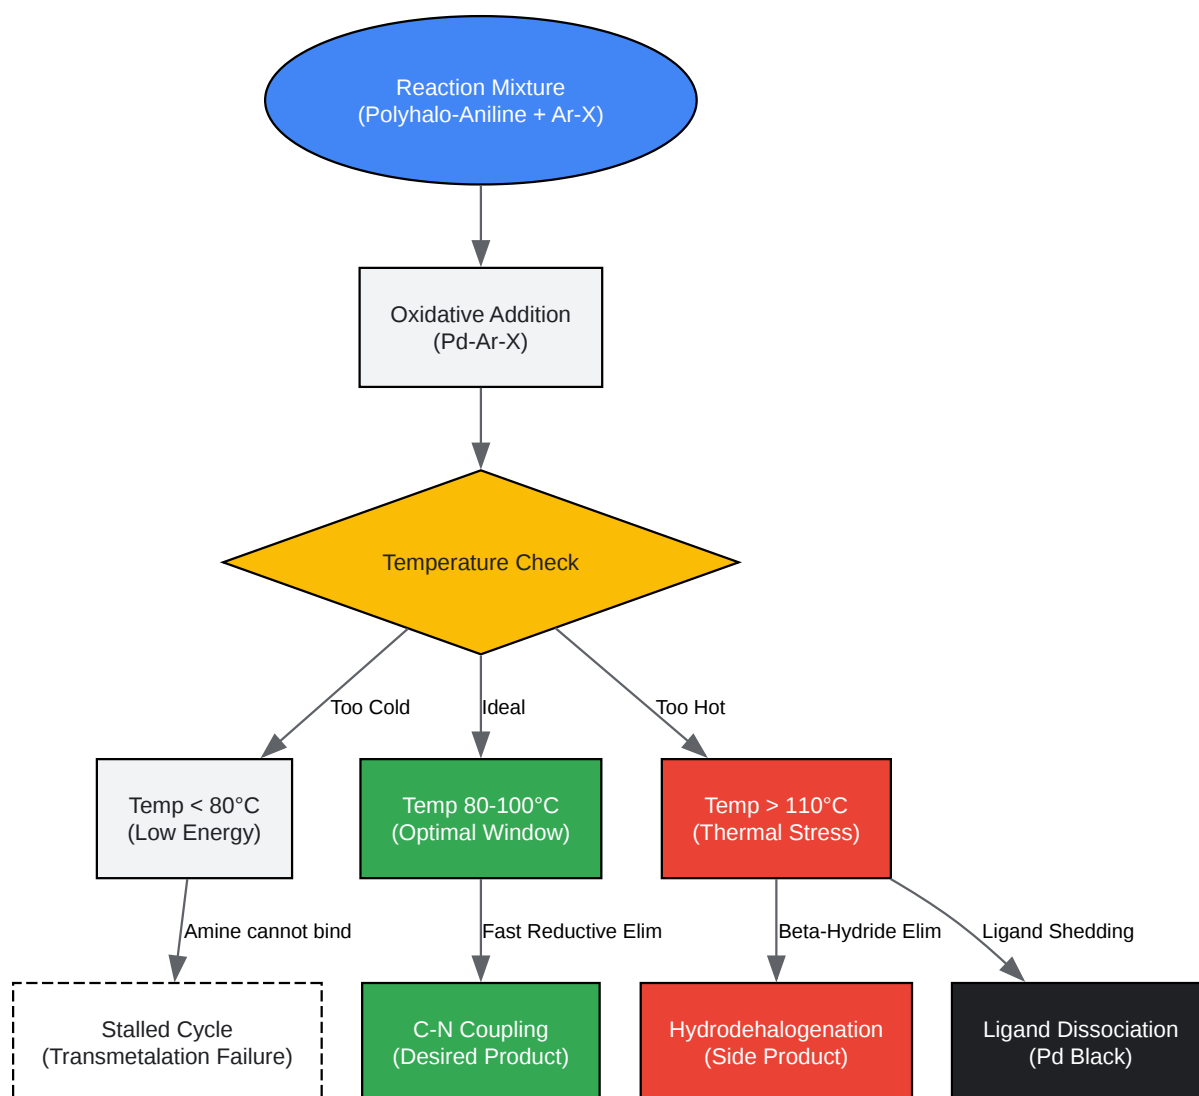 Reaction Mixture
(Polyhalo-Aniline + Ar-X)
Oxidative Addition
(Pd-Ar-X)
Temperature Check
Too Cold
Ideal
Too Hot
Temp < 80°C
(Low Energy)
Temp 80-100°C
(Optimal Window)
Temp > 110°C
(Thermal Stress)
Amine cannot bind
Fast Reductive Elim
Beta-Hydride Elim
Ligand Shedding
Stalled Cycle
(Transmetalation Failure)
C-N Coupling
(Desired Product)
Hydrodehalogenation
(Side Product)
Ligand Dissociation
(Pd Black)